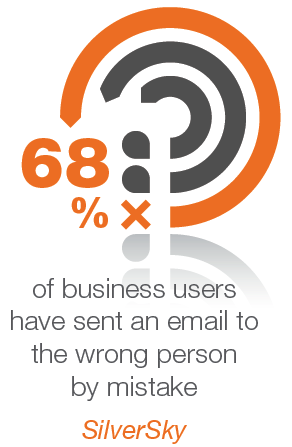 68
%
of business users
have sent an email to
the wrong person
by mistake
SilverSky